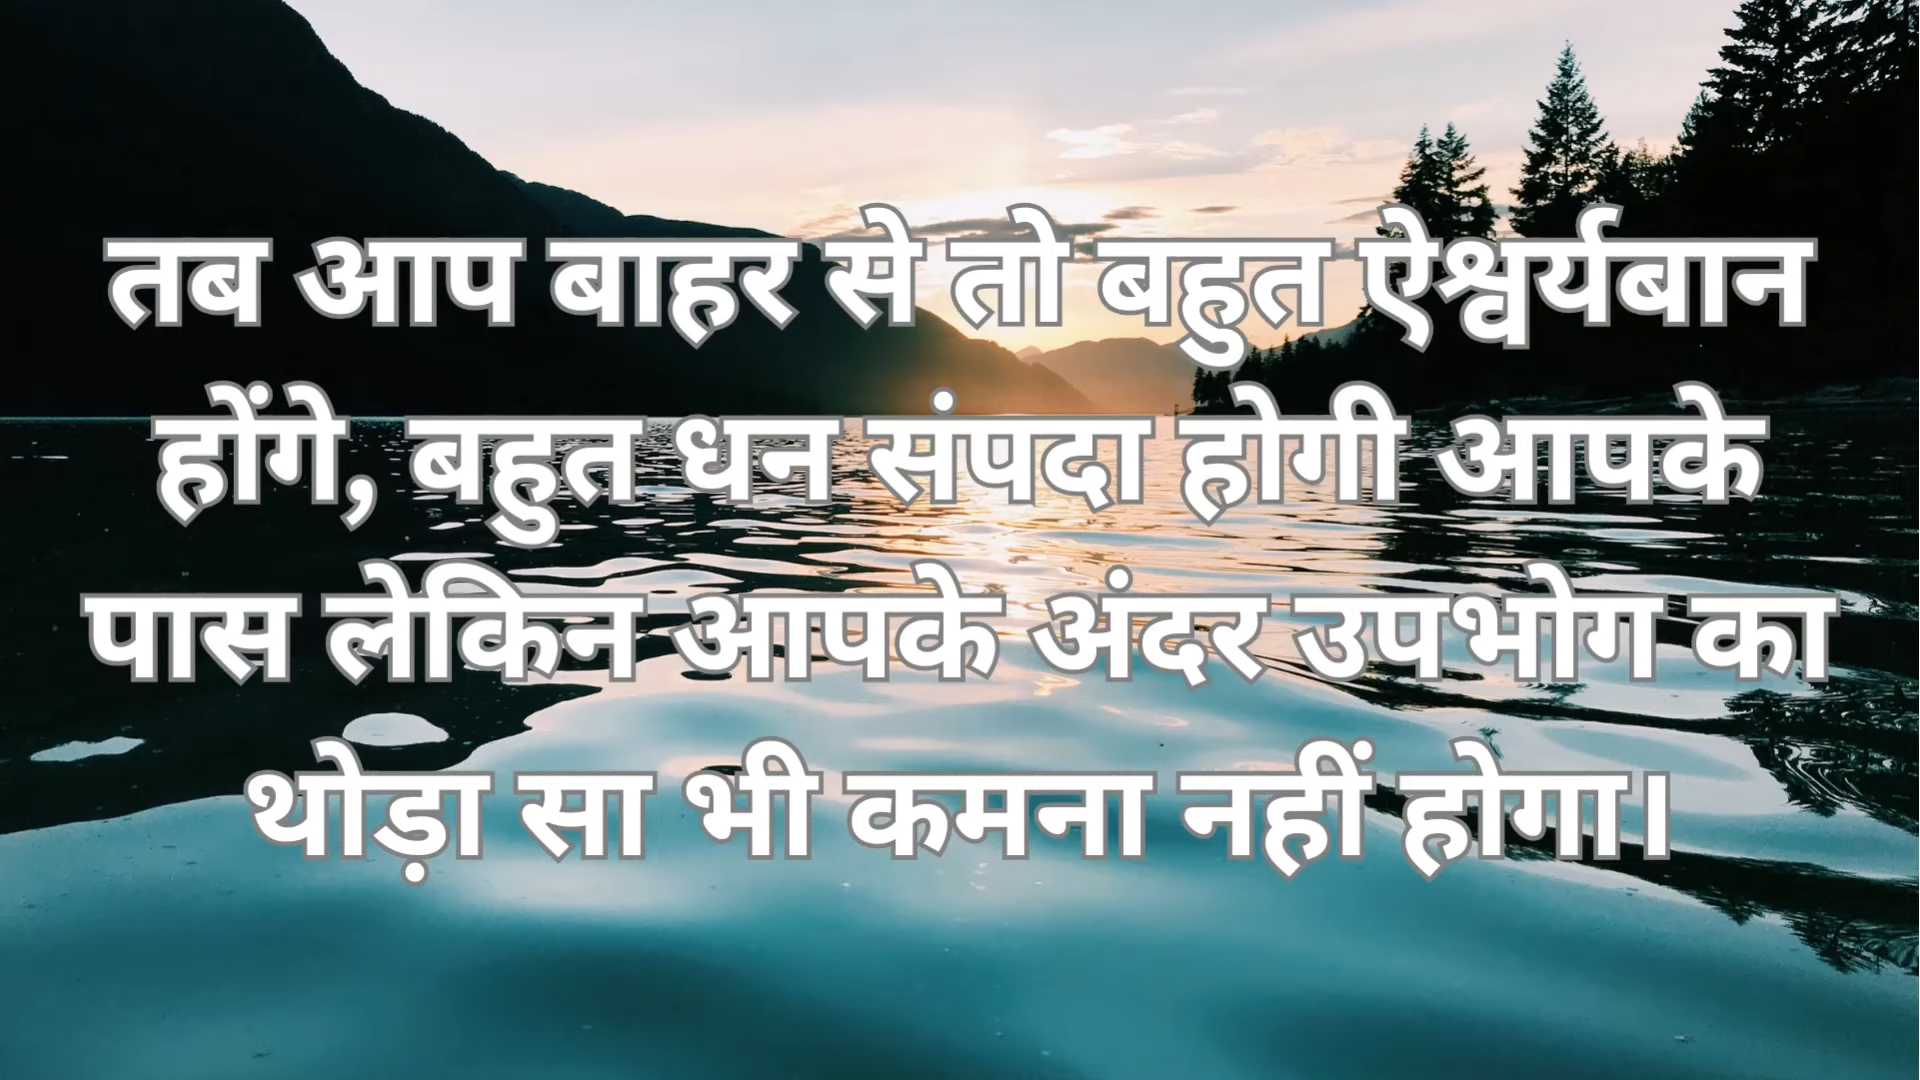 तब आप बाहर से तो बहुत ऐश्वर्यबान
होंगे, बहुत धन संपदा होगी आपके
पास लेकिन आपके अंदर उपभोग का
थोड़ा सा भी कमना नहीं होगा।